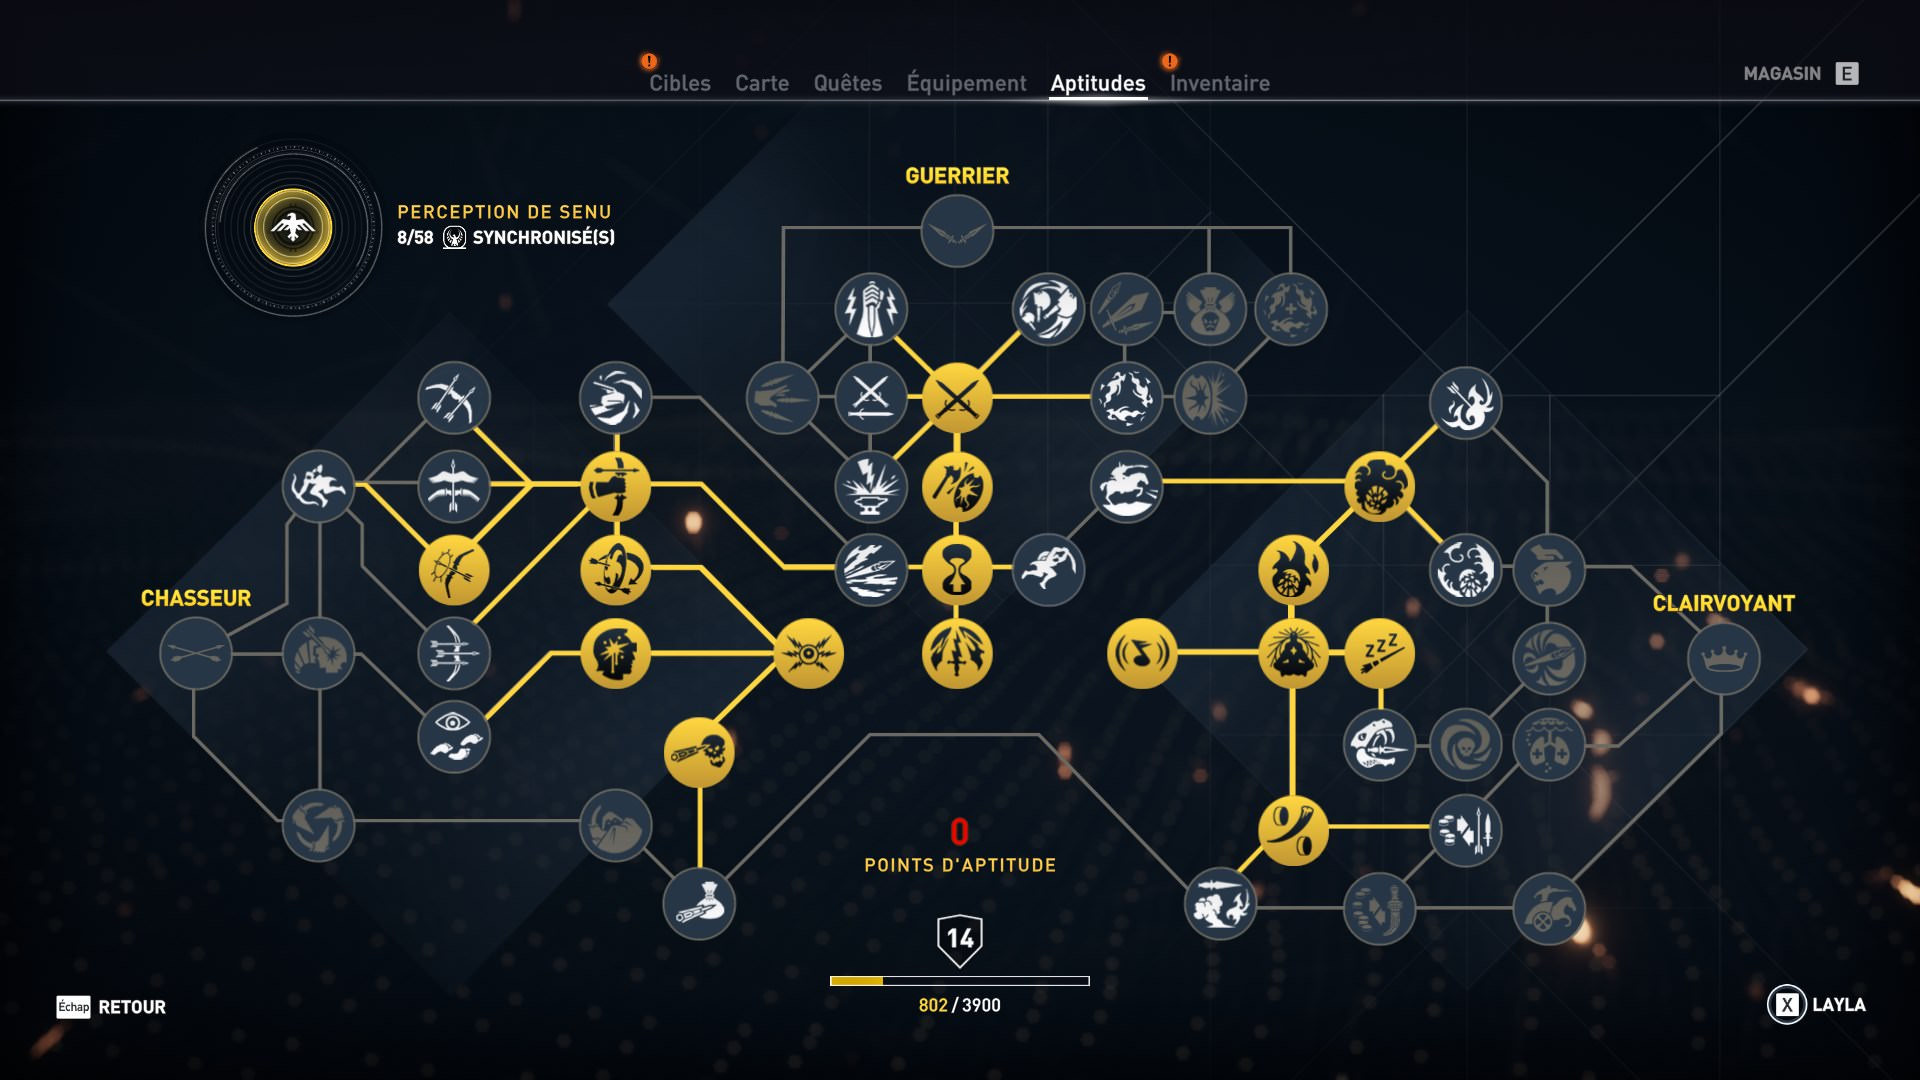 !
!
Cibles Carte Quêtes Équipement Aptitudes Inventaire
MAGASIN E
GUERRIER
PERCEPTION DE SENU
8/58 SYNCHRONISÉ(S)
CHASSEUR
CLAIRVOYANT
ZZZ
0
POINTS D'APTITUDE
14
802 / 3900
Échap RETOUR
X LAYLA